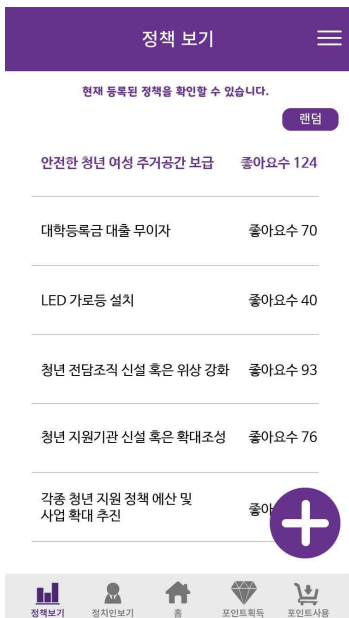 정책 보기
현재 등록된 정책을 확인할 수 있습니다.
랜덤
안전한 청년 여성 주거공간 보급 좋아요수 124
대학등록금 대출 무이자 좋아요수 70
LED 가로등 설치 좋아요수 40
청년 전담조직 신설 혹은 위상 강화 좋아요수 93
청년 지원기관 신설 혹은 확대조성 좋아요수 76
각종 청년 지원 정책 에산 및
사업 확대 추진
정책보기 정치인보기 홈 포인트획득 포인트사용